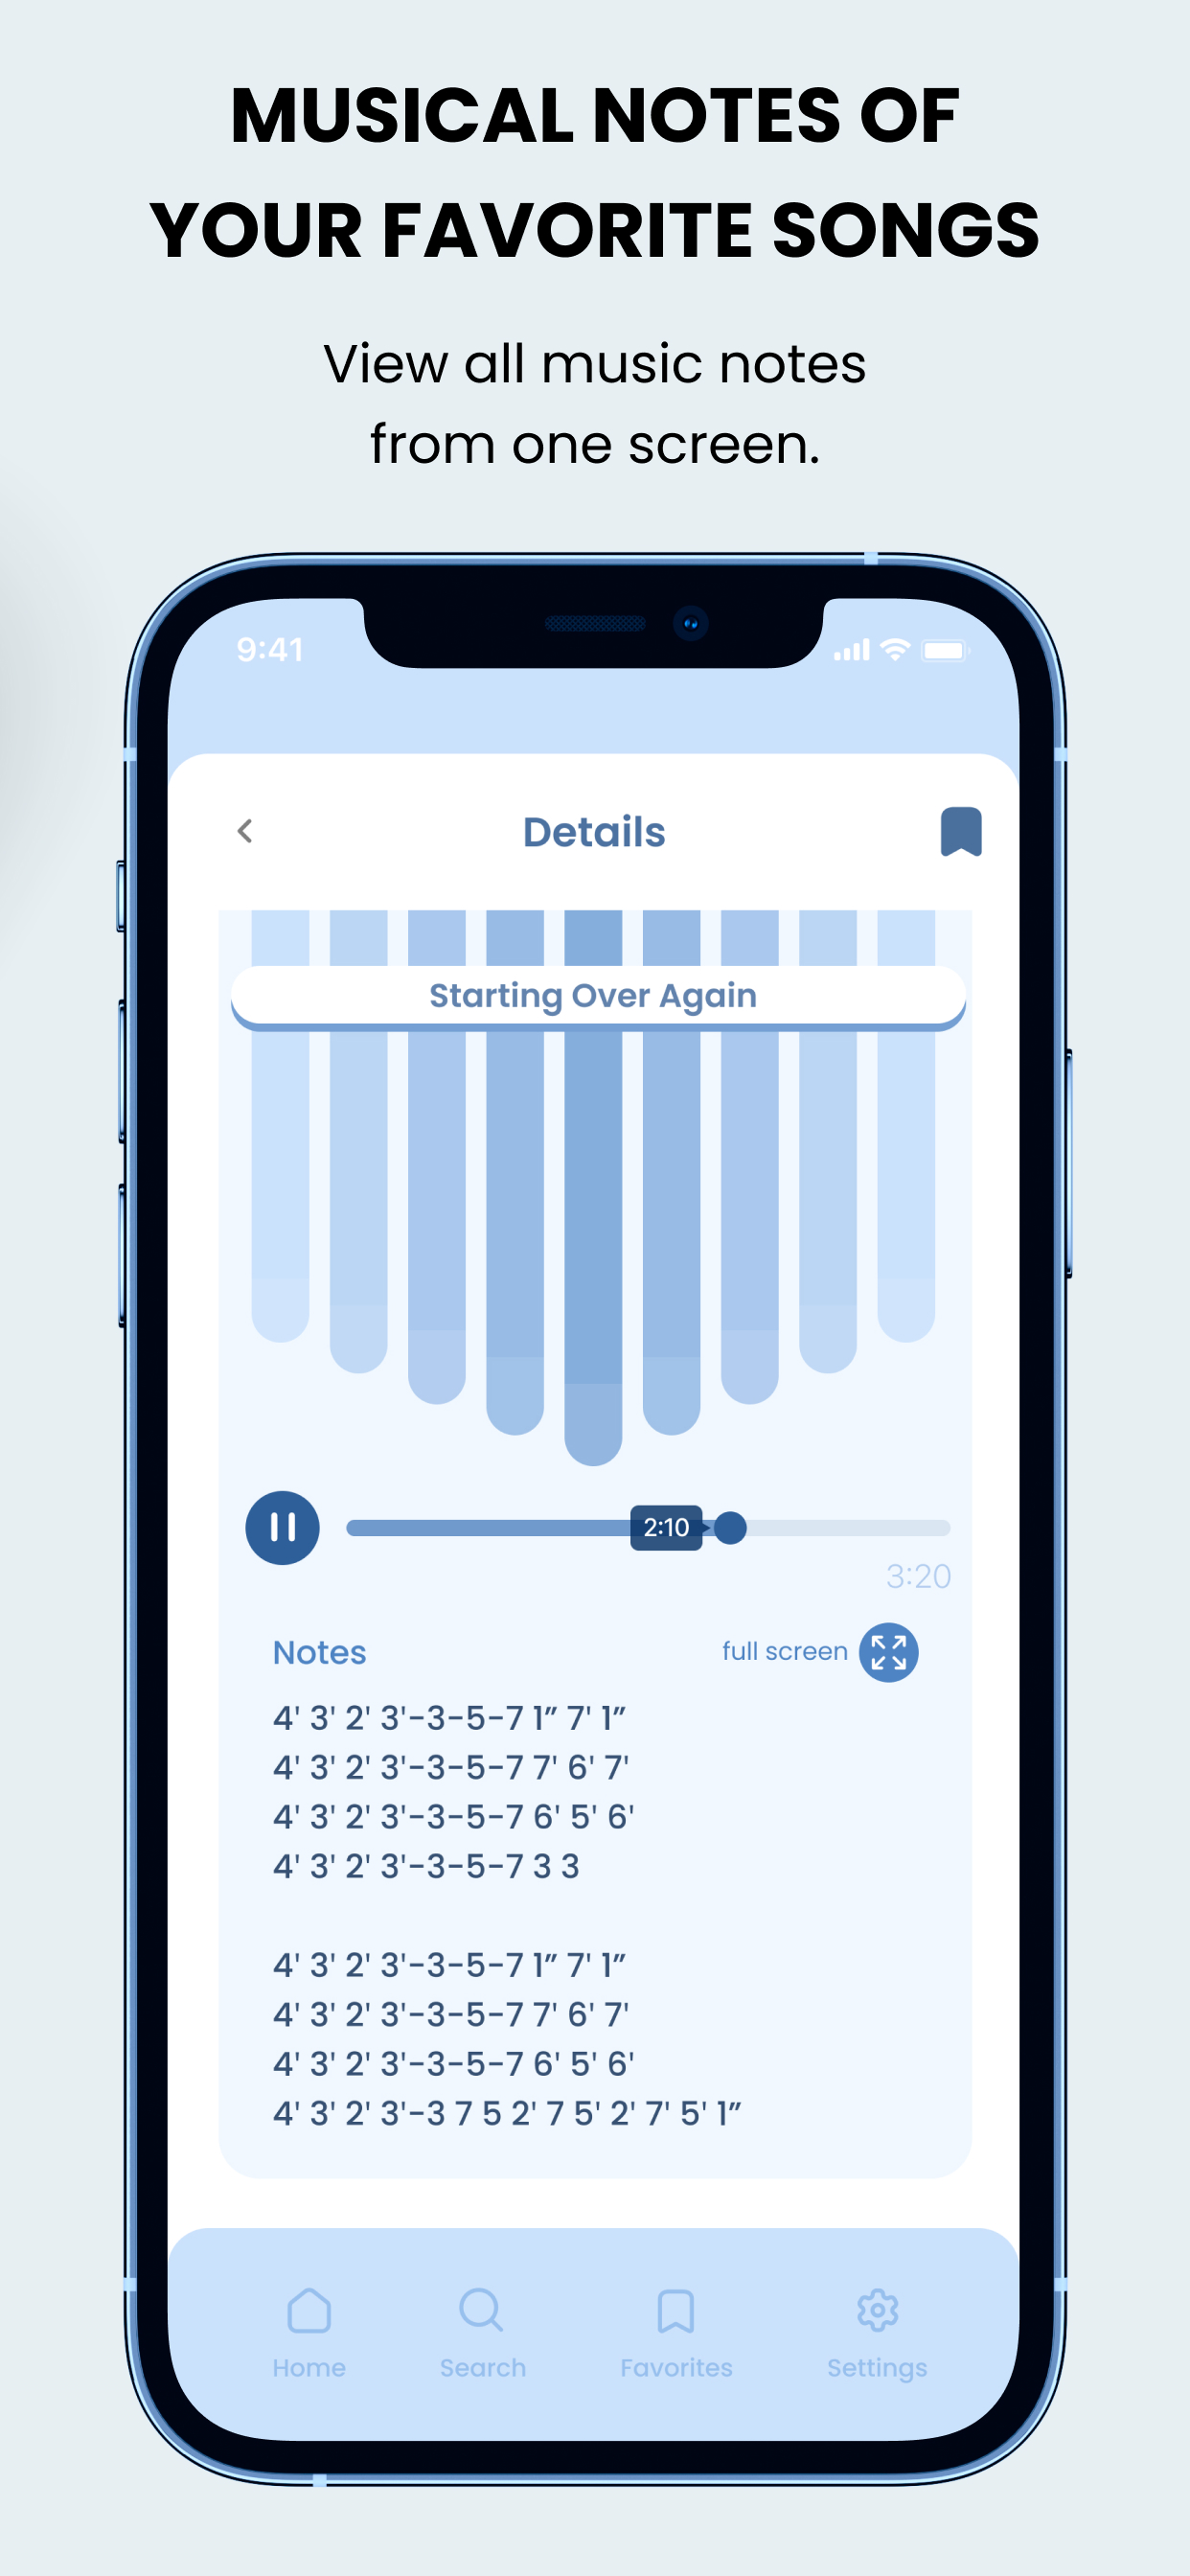 MUSICAL NOTES OF
YOUR FAVORITE SONGS
View all music notes
from one screen.
9:41
Details
Starting Over Again
2:10
3:20
Notes
full screen
4' 3' 2' 3'-3-5-7 1” 7' 1”
4' 3' 2' 3'-3-5-7 7' 6' 7'
4' 3' 2' 3'-3-5-7 6' 5' 6'
4' 3' 2' 3'-3-5-7 3 3
4' 3' 2' 3'-3-5-7 1” 7' 1”
4' 3' 2' 3'-3-5-7 7' 6' 7'
4' 3' 2' 3'-3-5-7 6' 5' 6'
4' 3' 2' 3'-3 7 5 2' 7 5' 2' 7' 5' 1”
Home Search Favorites Settings